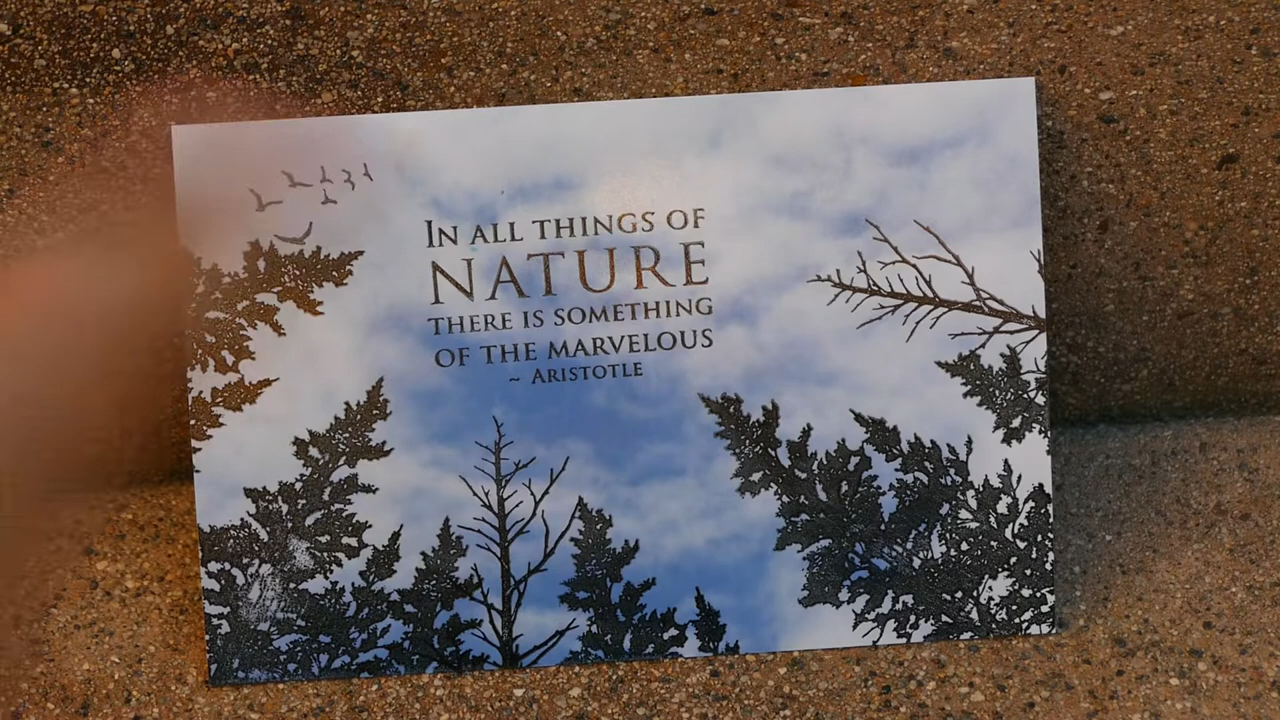 In all things of
Nature
there is something
of the marvelous
~ Aristotle